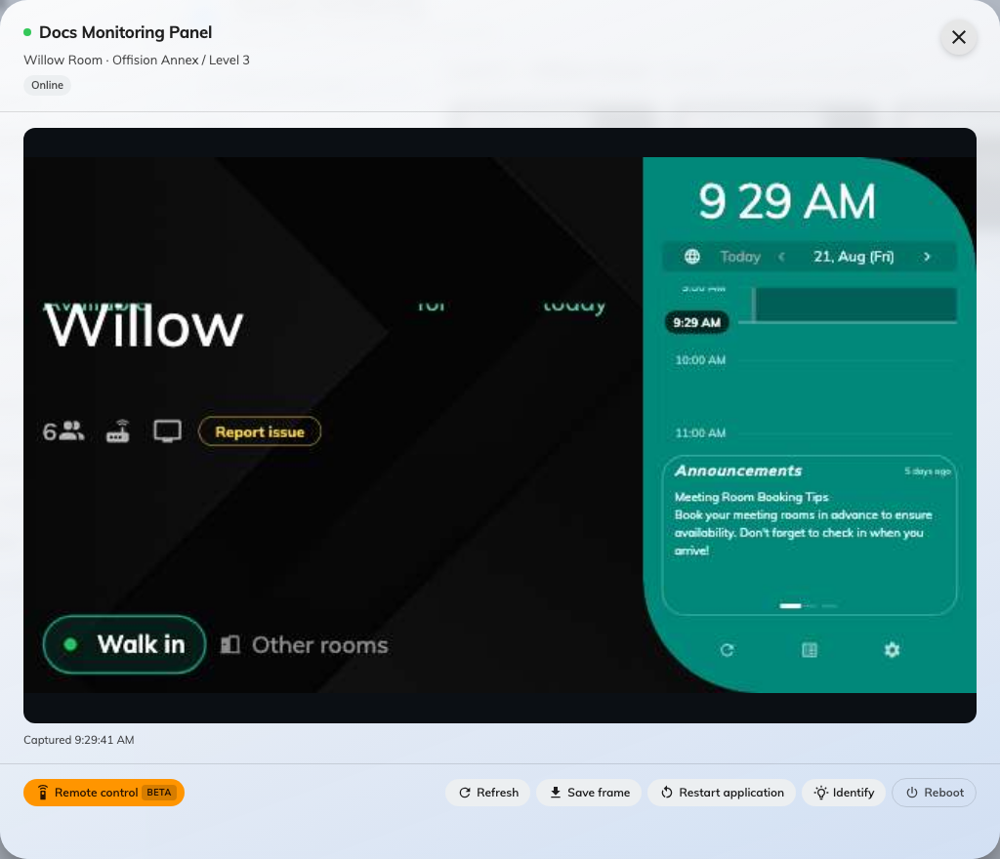 Docs Monitoring Panel
Willow Room · Offision Annex / Level 3
Online
9 29 AM
Today
21, Aug (Fri)
Available for today
Willow
9:30 AM
9:29 AM
10:00 AM
11:00 AM
6
Report issue
Announcements
5 days ago
Meeting Room Booking Tips
Book your meeting rooms in advance to ensure
availability. Don't forget to check in when you
arrive!
Walk in
Other rooms
Captured 9:29:41 AM
Remote control BETA
Refresh
Save frame
Restart application
Identify
Reboot